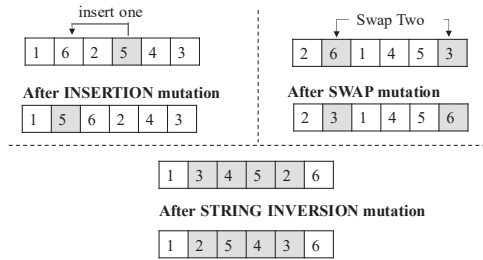 insert one
1 6 2 5 4 3
After INSERTION mutation
1 5 6 2 4 3
Swap Two
2 6 1 4 5 3
After SWAP mutation
2 3 1 4 5 6
1 3 4 5 2 6
After STRING INVERSION mutation
1 2 5 4 3 6